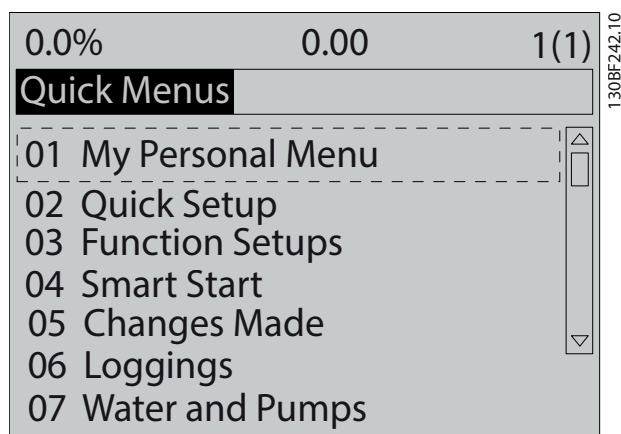 0.0% 0.00 1(1)
Quick Menus
01 My Personal Menu
02 Quick Setup
03 Function Setups
04 Smart Start
05 Changes Made
06 Loggings
07 Water and Pumps
130BF242.10